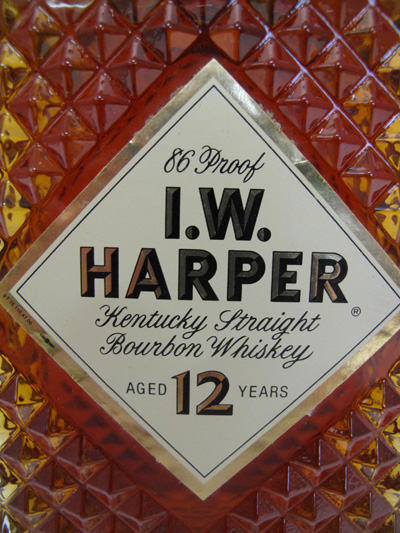 86 Proof
I.W.
HARPER®
Kentucky Straight
Bourbon Whiskey
AGED 12 YEARS